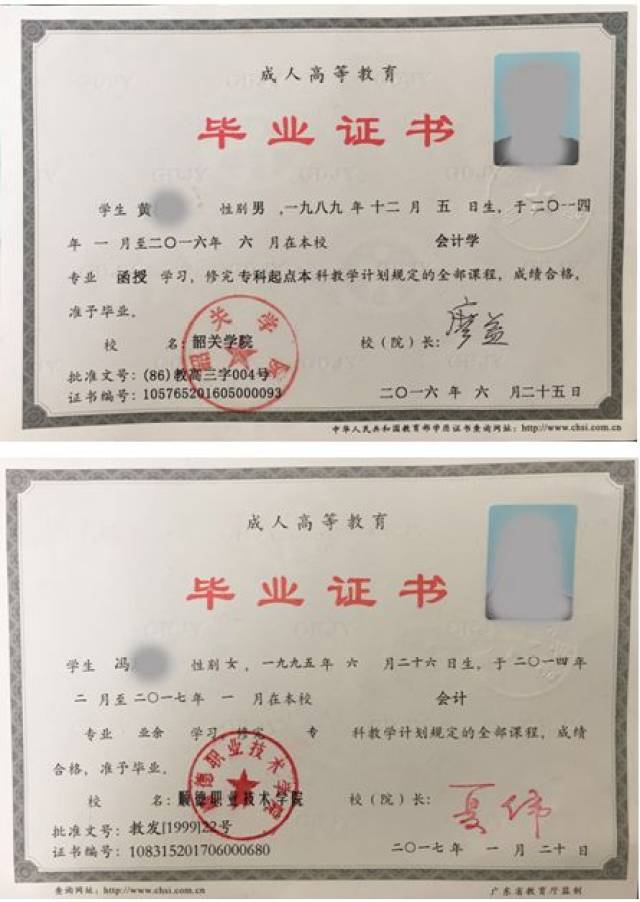 成人高等教育
毕业证书
学生 黄 性别 男 ,一九八九 年 十二 月 五 日生，于二〇一四
年 一 月至二〇一六年 六 月在本校 会计学
专业 函授 学习，修完 专科起点本 科教学计划规定的全部课程，成绩合格，
准予毕业。
校 名：韶关学院 校（院）长：廖益
批准文号：(86)教高三字004号
证书编号：105765201605000093 二〇一六 年 六 月二十五日
中华人民共和国教育部学历证书查询网址：http://www.chsi.com.cn
成人高等教育
毕业证书
学生 冯 性别 女，一九九五 年 六 月二十六日生，于二〇一四年
二 月至二〇一七年 一 月在本校 会计
专业 业余 学习，修完 专 科教学计划规定的全部课程，成绩
合格，准予毕业。
校 名：顺德职业技术学院 校（院）长：夏伟
批准文号：教发[1999]22号
证书编号：108315201706000680 二〇一七年 一 月二十日
查询网址：http://www.chsi.com.cn 广东省教育厅监制